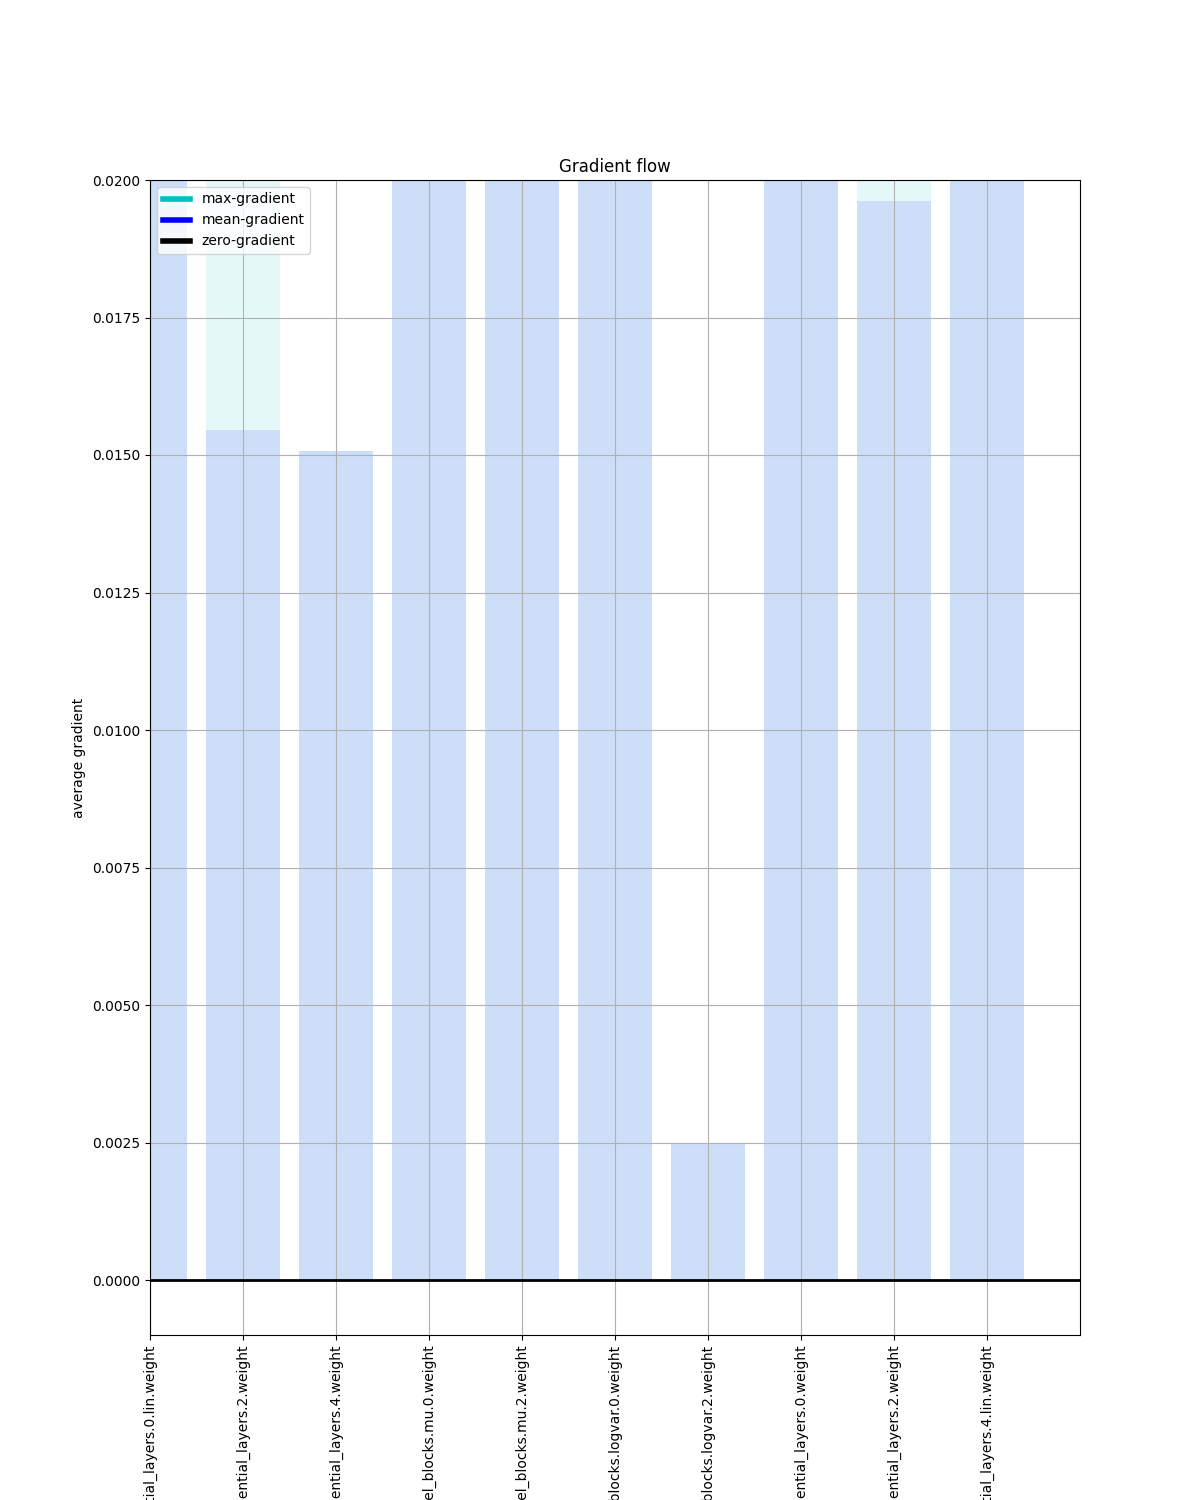 Gradient flow
max-gradient
mean-gradient
zero-gradient
0.0200
0.0175
0.0150
0.0125
0.0100
0.0075
0.0050
0.0025
0.0000
average gradient
tial_layers.0.lin.weight
ential_layers.2.weight
ential_layers.4.weight
el_blocks.mu.0.weight
el_blocks.mu.2.weight
blocks.logvar.0.weight
blocks.logvar.2.weight
ential_layers.0.weight
ential_layers.2.weight
tial_layers.4.lin.weight